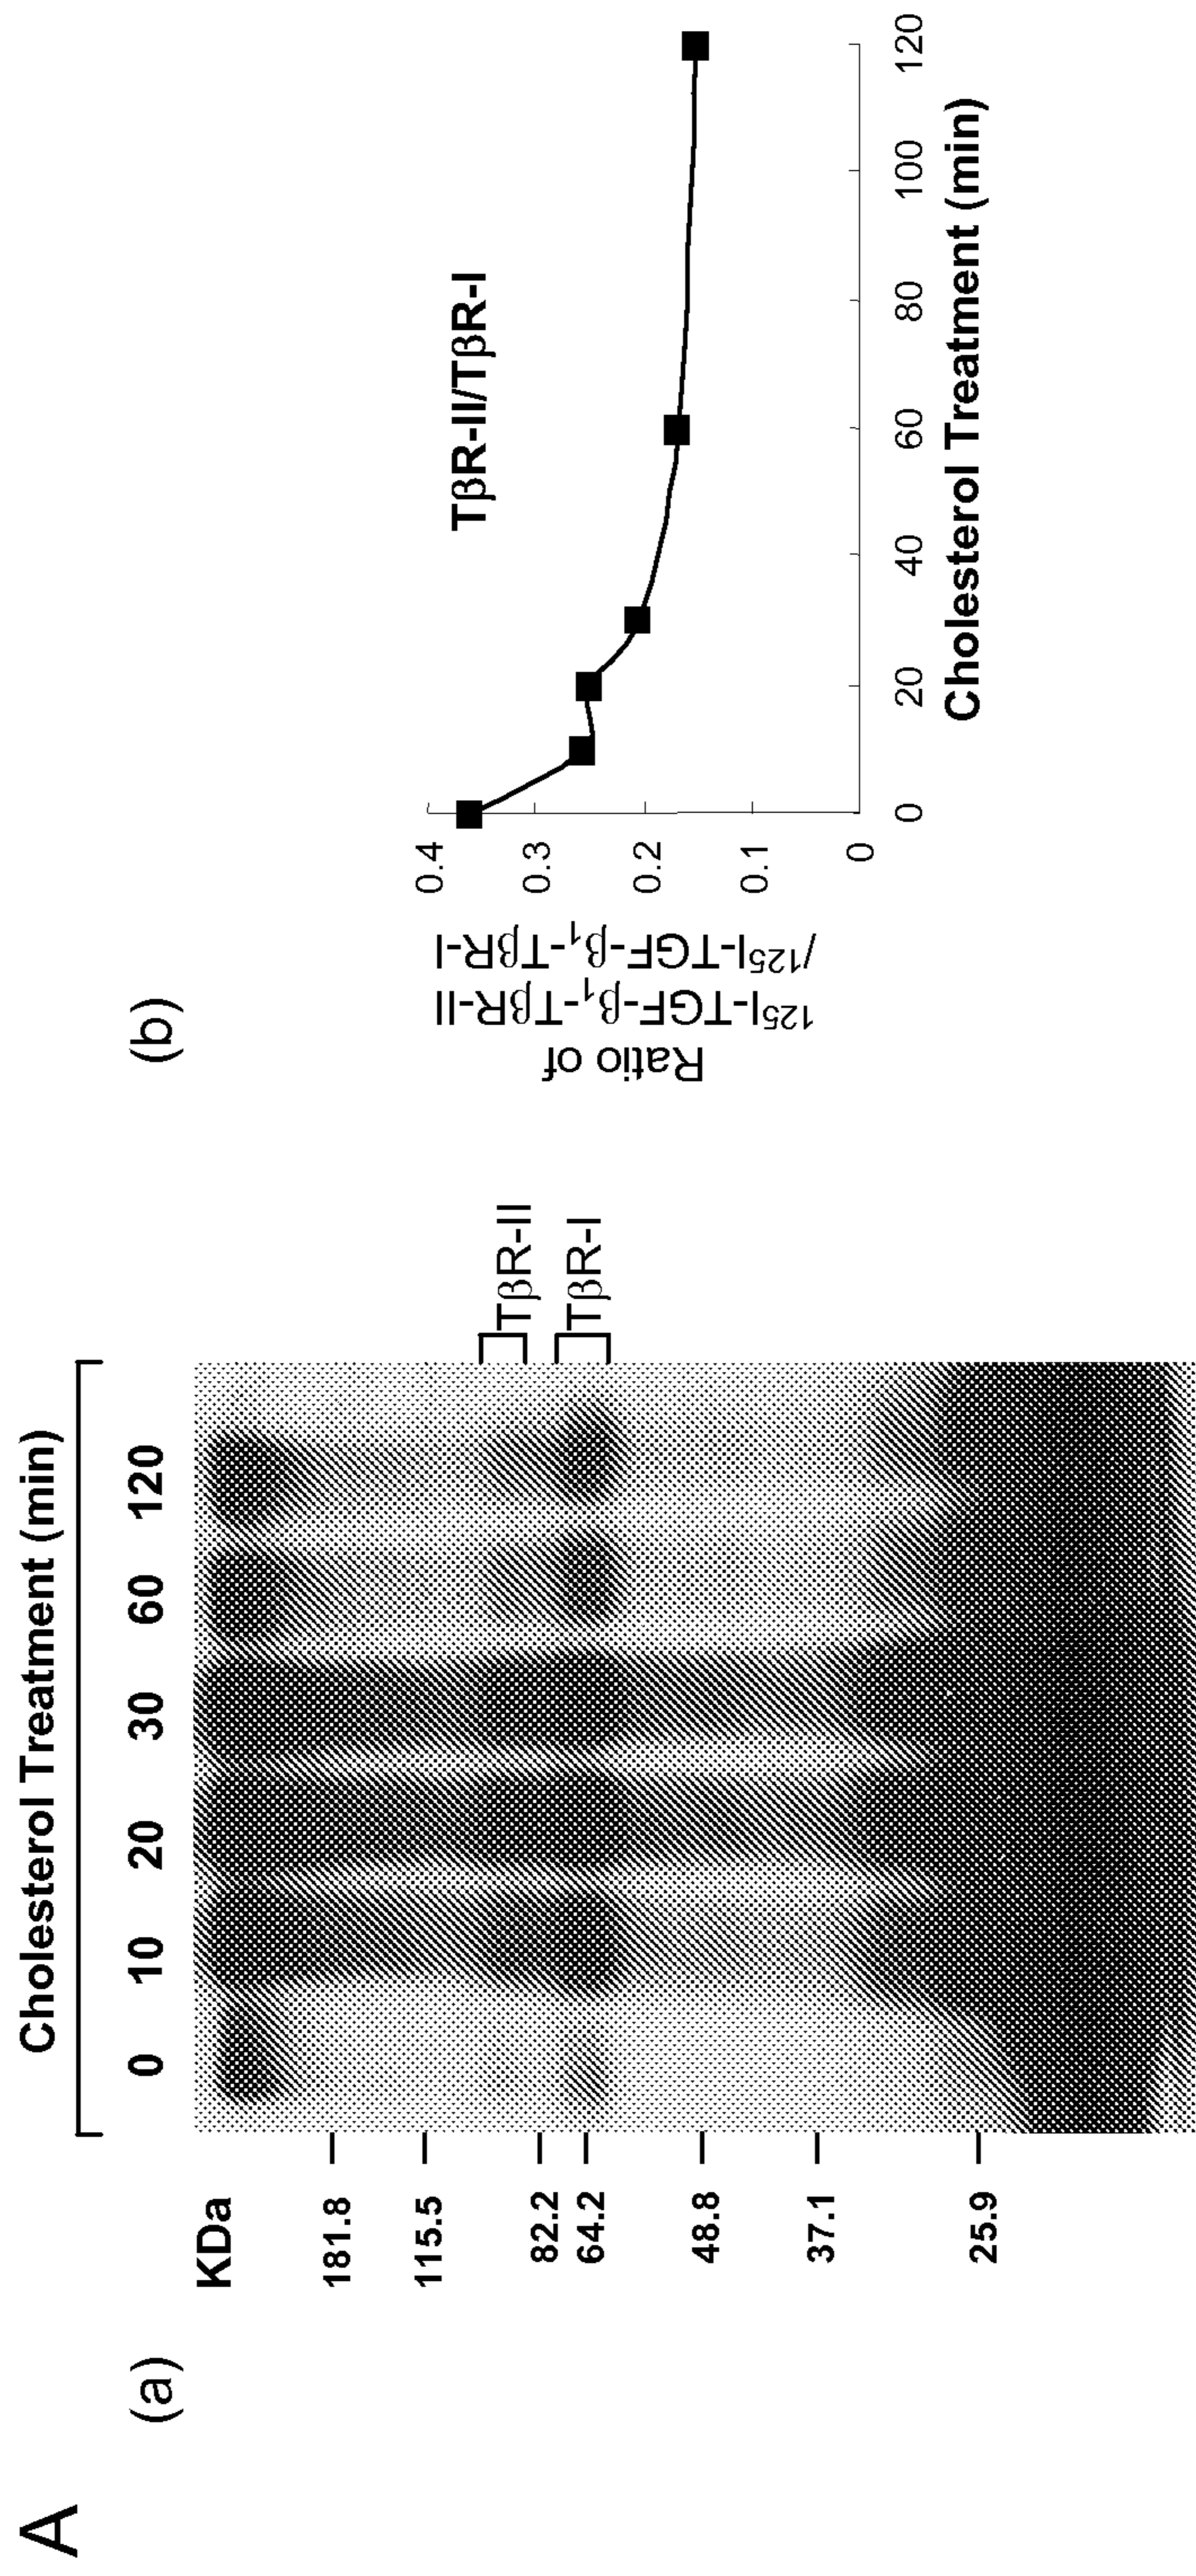 A
(a)
Cholesterol Treatment (min)
0 10 20 30 60 120
KDa
181.8
115.5
82.2
64.2
48.8
37.1
25.9
TβR-II
TβR-I
(b)
Ratio of
¹²⁵I-TGF-β₁-TβR-II
/¹²⁵I-TGF-β₁-TβR-I
0.4
0.3
0.2
0.1
0
TβR-II/TβR-I
0 20 40 60 80 100 120
Cholesterol Treatment (min)